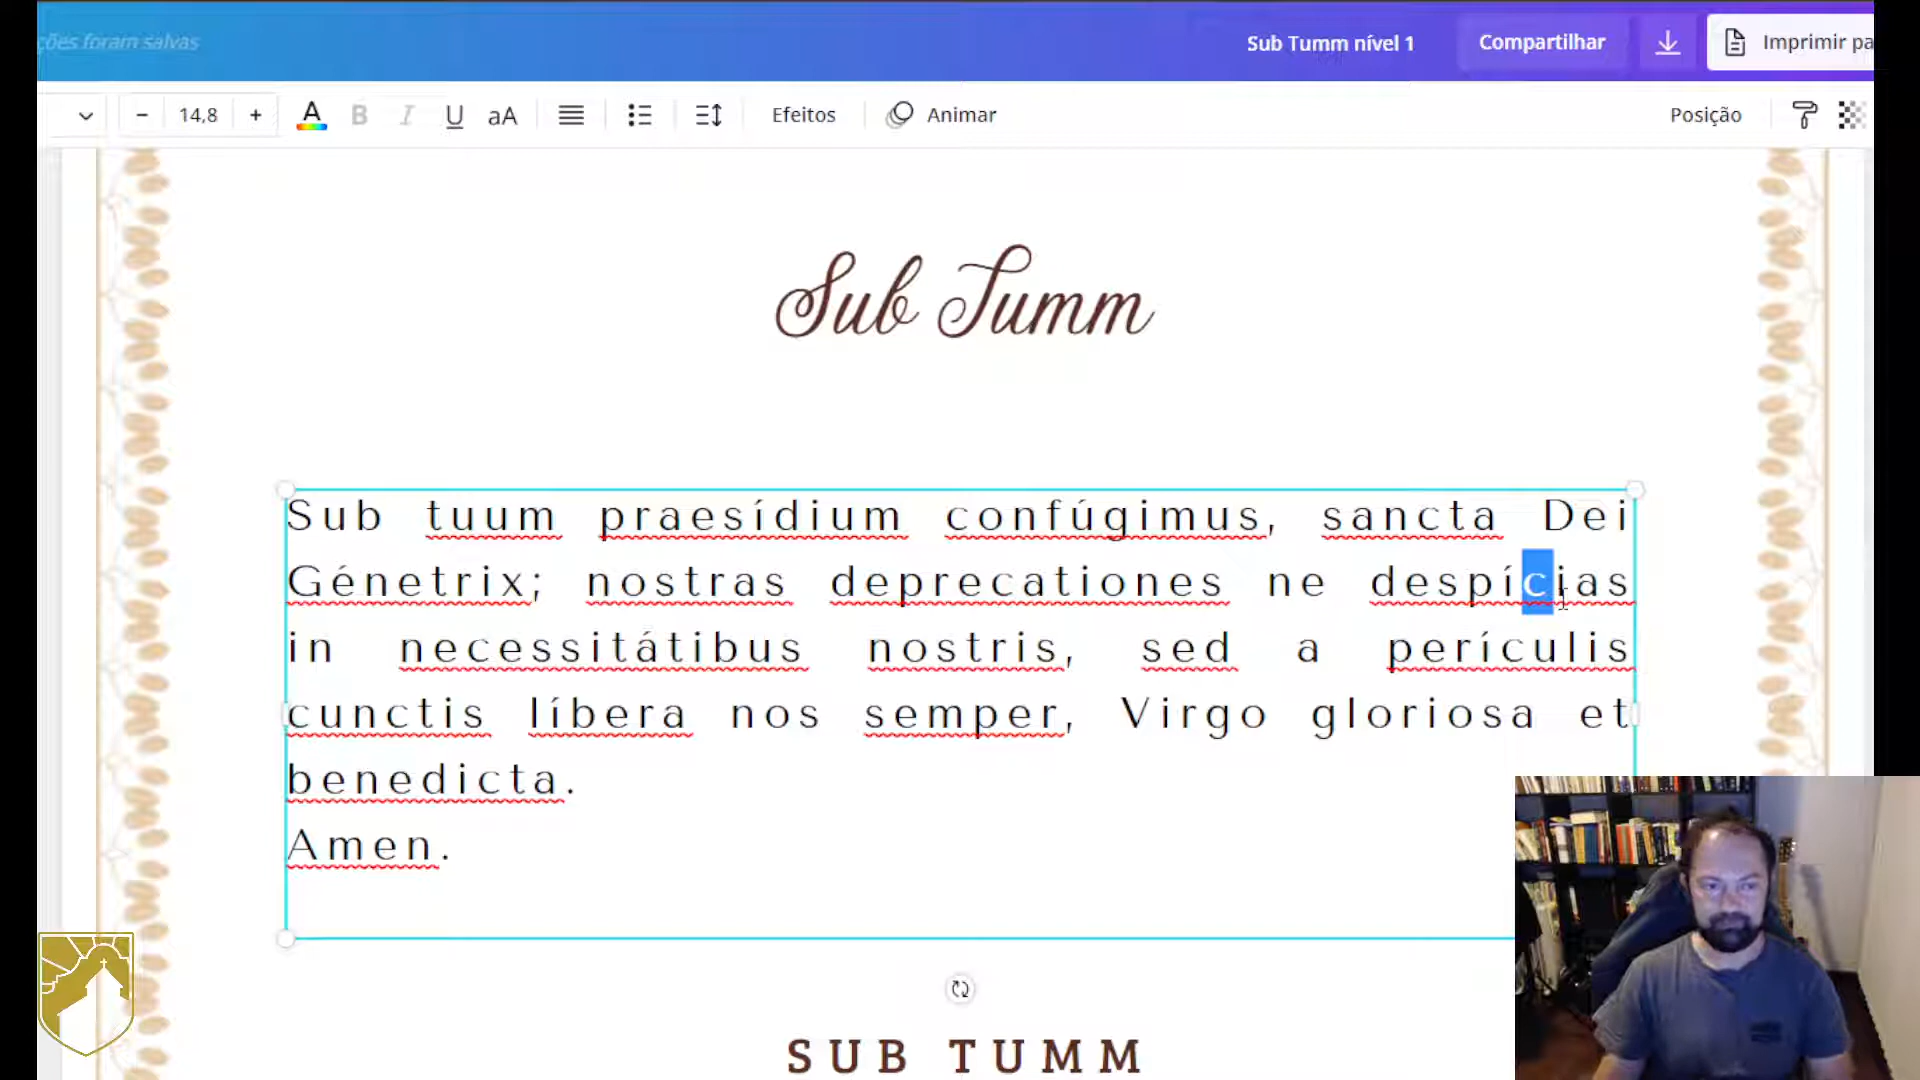 ções foram salvas
Sub Tumm nível 1
Compartilhar
Imprimir pa
14,8
A
B
I
U
aA
Efeitos
Animar
Posição
Sub Tumm
Sub tuum praesídium confúgimus, sancta Dei
Génetrix; nostras deprecationes ne despícias
in necessitátibus nostris, sed a perículis
cunctis líbera nos semper, Virgo gloriosa et
benedicta.
Amen.
SUB TUMM